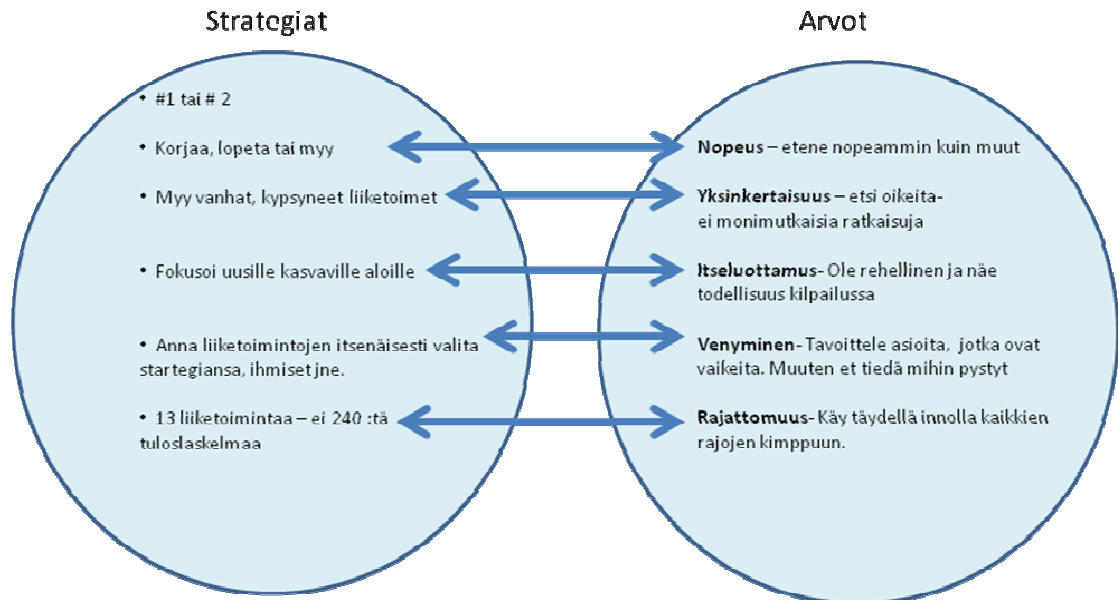 Strategiat
• #1 tai # 2
• Korjaa, lopeta tai myy
• Myy vanhat, kypsyneet liiketoimet
• Fokusoi uusille kasvaville aloille
• Anna liiketoimintojen itsenäisesti valita
startegiansa, ihmiset jne.
• 13 liiketoimintaa – ei 240 :tä
tuloslaskelmaa
Arvot
Nopeus – etene nopeammin kuin muut
Yksinkertaisuus – etsi oikeita-
ei monimutkaisia ratkaisuja
Itseluottamus- Ole rehellinen ja näe
todellisuus kilpailussa
Venyminen- Tavoittele asioita, jotka ovat
vaikeita. Muuten et tiedä mihin pystyt
Rajattomuus- Käy täydellä innolla kaikkien
rajojen kimppuun.